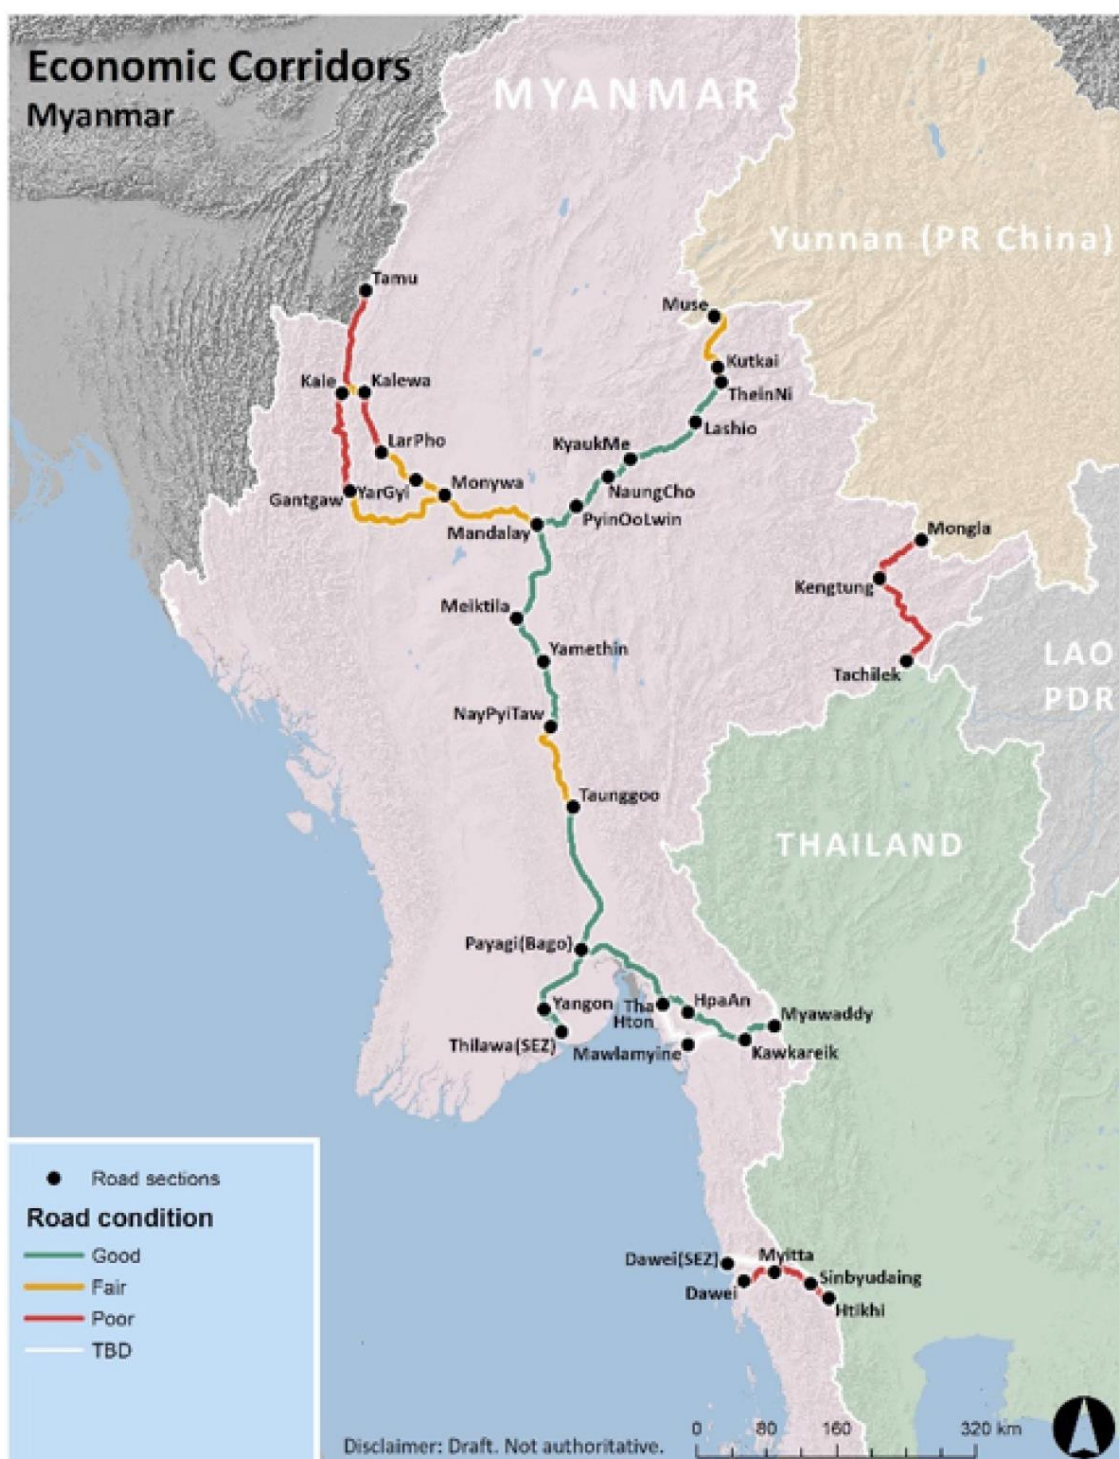 Economic Corridors
Myanmar
MYANMAR
Yunnan (PR China)
Tamu
Muse
Kutkai
TheinNi
Kale
Kalewa
Lashio
LarPho
KyaukMe
NaungCho
Gantgaw
YarGyi
Monywa
PyinOoLwin
Mandalay
Mongla
Kengtung
Meiktila
Yamethin
Tachilek
LAO
PDR
NayPyiTaw
Taunggoo
THAILAND
Payagi(Bago)
Yangon
Tha
Hton
HpaAn
Myawaddy
Thilawa(SEZ)
Mawlamyine
Kawkareik
Dawei(SEZ)
Myitta
Sinbyudaing
Dawei
Htikhi
Road sections
Road condition
Good
Fair
Poor
TBD
0 80 160 320 km
Disclaimer: Draft. Not authoritative.